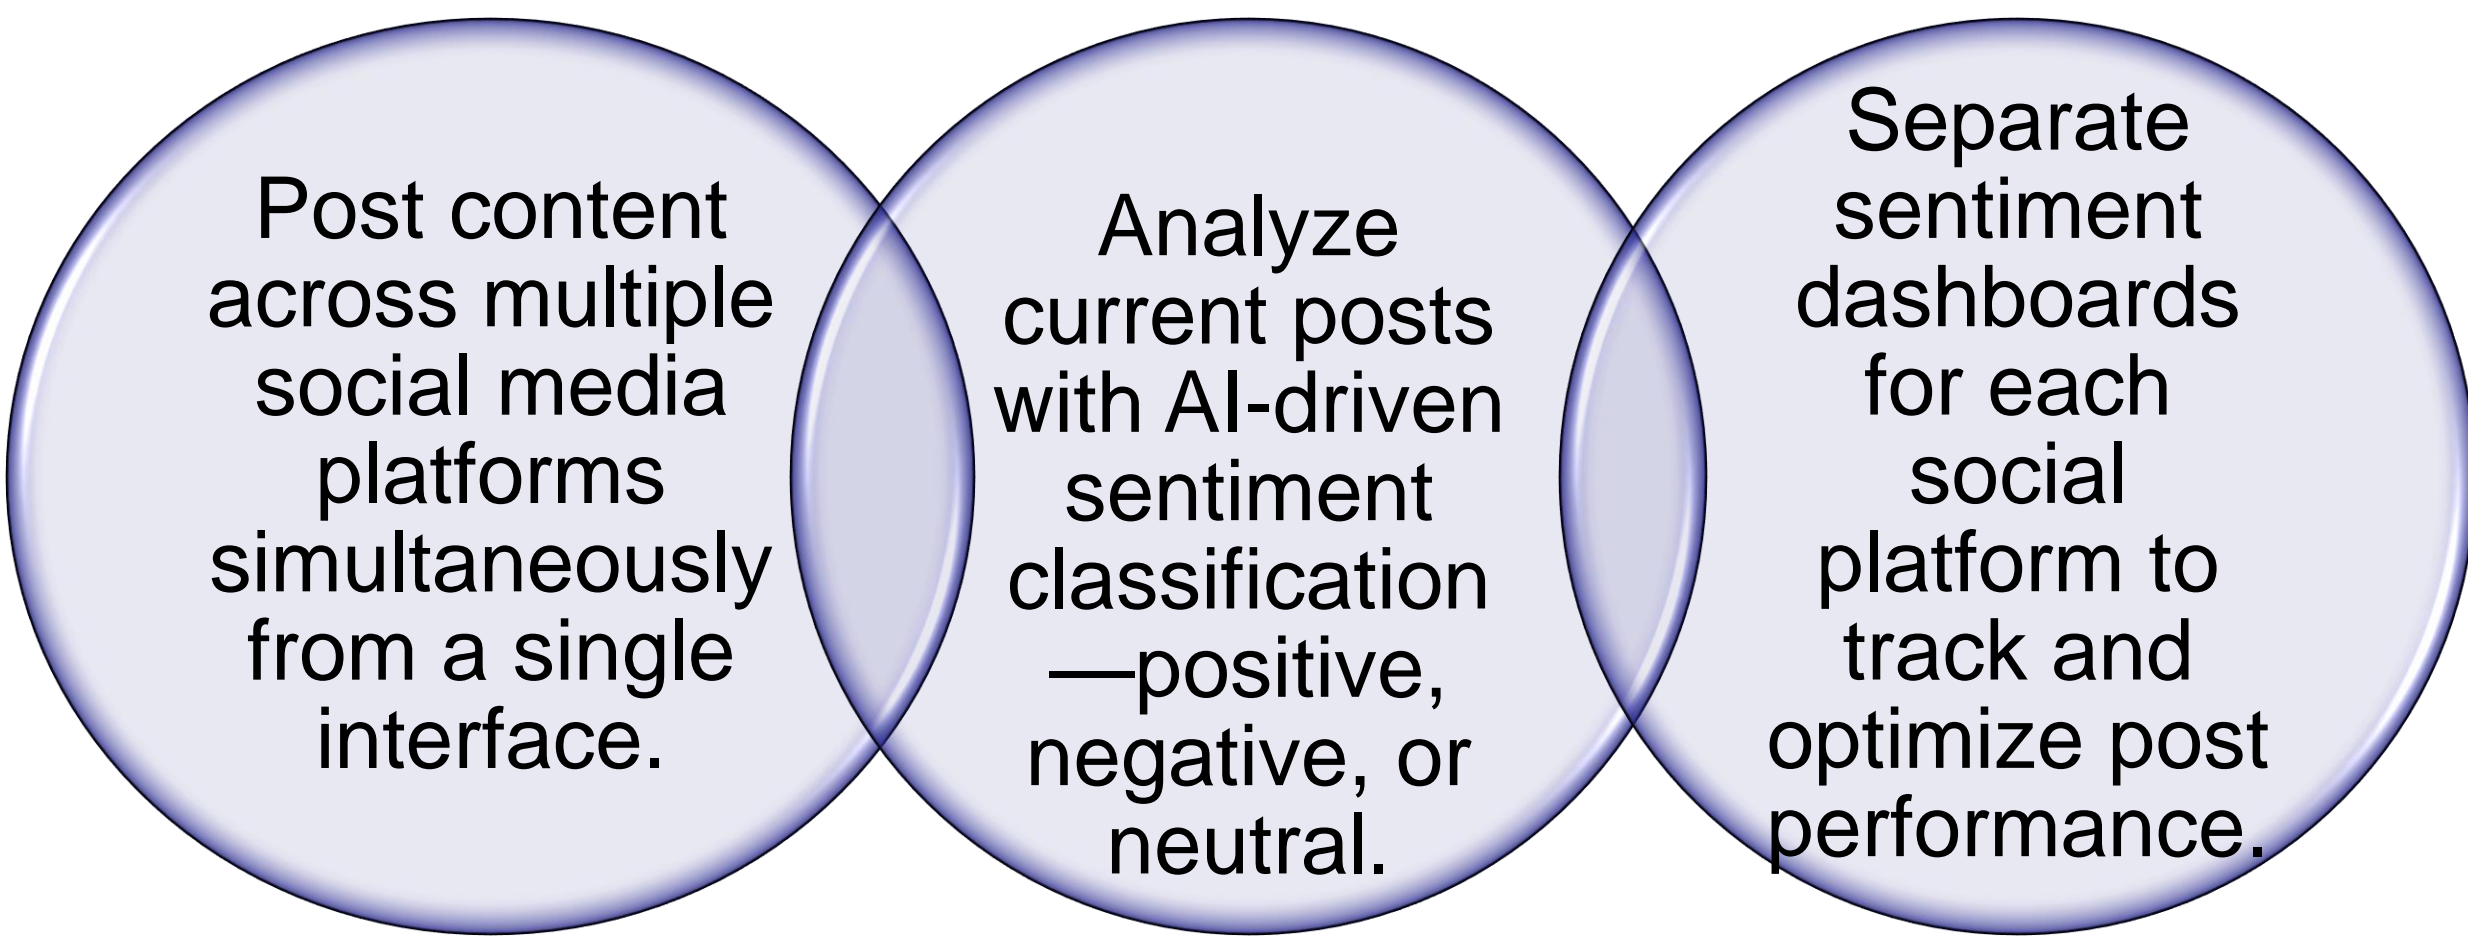 Post content
across multiple
social media
platforms
simultaneously
from a single
interface.
Analyze
current posts
with AI-driven
sentiment
classification
—positive,
negative, or
neutral.
Separate
sentiment
dashboards
for each
social
platform to
track and
optimize post
performance.